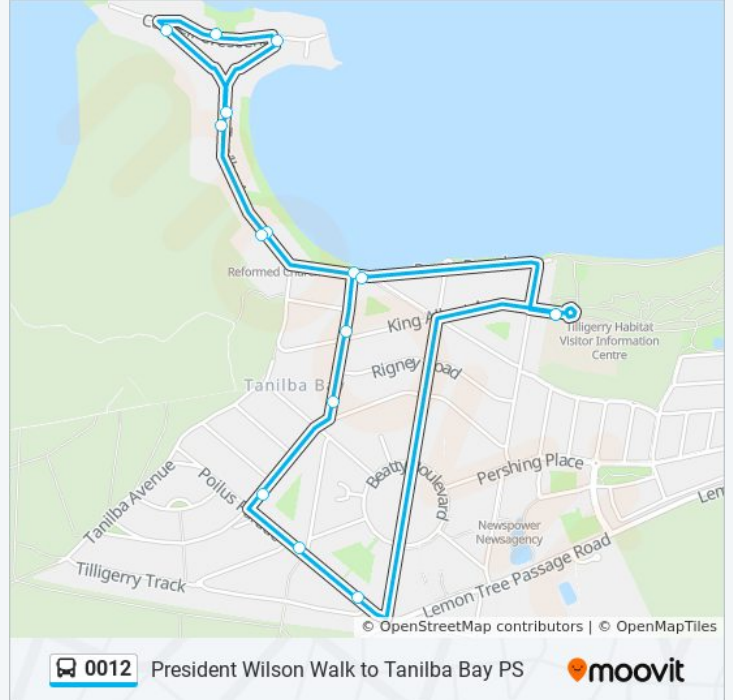 Reformed
King
Tilligerry Habitat
Visitor Information
Centre
Rigney Road
Tanilba Bay
Beatty Boulevard
Pershing Place
Poilus
Tanilba Avenue
Newspower
Newsagency
Lem
Tilligerry Track
Lemon Tree Passage Road
© OpenStreetMap contributors | © OpenMapTiles
0012 President Wilson Walk to Tanilba Bay PS
moovit